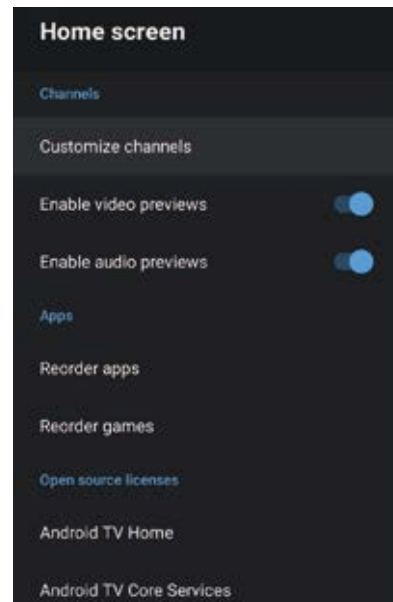 Home screen
Channels
Customize channels
Enable video previews
Enable audio previews
Apps
Reorder apps
Reorder games
Open source licenses
Android TV Home
Android TV Core Services